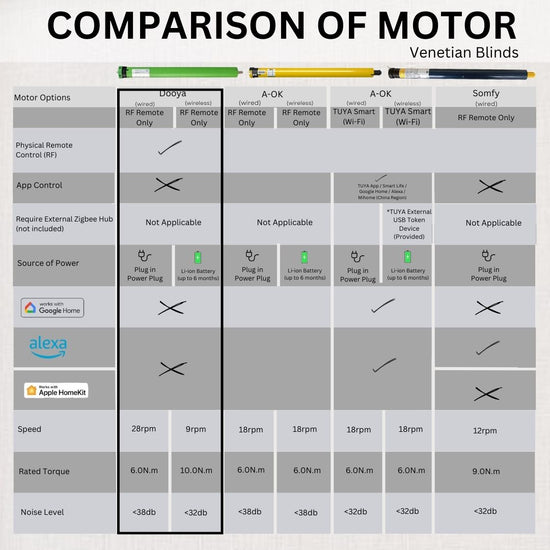 COMPARISON OF MOTOR
Venetian Blinds
Motor Options
Dooya
A-OK
A-OK
Somfy
(wired)
(wireless)
(wired)
(wireless)
(wired)
(wireless)
(wired)
RF Remote
Only
RF Remote
Only
RF Remote
Only
RF Remote
Only
TUYA Smart
(Wi-Fi)
TUYA Smart
(Wi-Fi)
RF Remote Only
Physical Remote
Control (RF)
App Control
TUYA App / Smart Life /
Google Home / Alexa /
Mihome (China Region)
Require External Zigbee Hub
(not included)
Not Applicable
Not Applicable
*TUYA External
USB Token
Device
(Provided)
Not Applicable
Source of Power
Plug in
Power Plug
Li-ion Battery
(up to 6 months)
Plug in
Power Plug
Li-ion Battery
(up to 6 months)
Plug in
Power Plug
Li-ion Battery
(up to 6 months)
Plug in
Power Plug
works with
Google Home
alexa
Works with
Apple HomeKit
Speed
28rpm
9rpm
18rpm
18rpm
18rpm
18rpm
12rpm
Rated Torque
6.0N.m
10.0N.m
6.0N.m
6.0N.m
6.0N.m
6.0N.m
9.0N.m
Noise Level
<38db
<32db
<38db
<32db
<32db
<32db
<32db